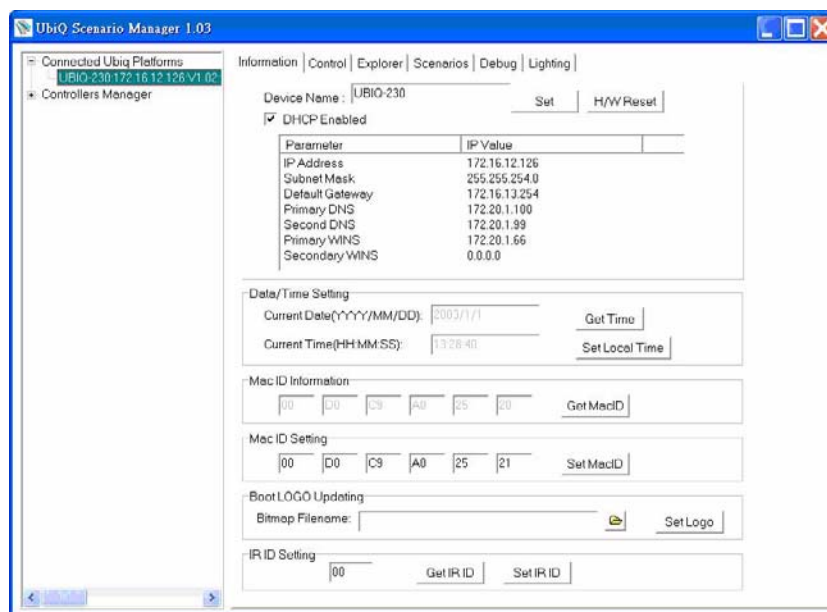 UbiQ Scenario Manager 1.03
Connected Ubiq Platforms
UBIQ-230:172.16.12.126:V1.02
Controllers Manager
Information Control Explorer Scenarios Debug Lighting
Device Name : UBIQ-230 Set H/W Reset
DHCP Enabled
Parameter IP Value
IP Address 172.16.12.126
Subnet Mask 255.255.254.0
Default Gateway 172.16.13.254
Primary DNS 172.20.1.100
Second DNS 172.20.1.99
Primary WINS 172.20.1.66
Secondary WINS 0.0.0.0
Data/Time Setting
Current Date(YYYY/MM/DD): 2003/1/1 Get Time
Current Time(HH:MM:SS): 13:28:40 Set Local Time
Mac ID Information
00 D0 C9 A0 25 20 Get MacID
Mac ID Setting
00 D0 C9 A0 25 21 Set MacID
Boot LOGO Updating
Bitmap Filename: Set Logo
IR ID Setting
00 Get IR ID Set IR ID